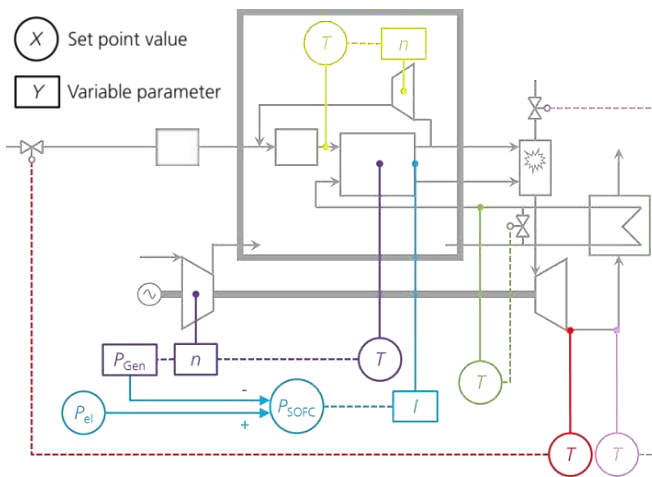 X Set point value
Y Variable parameter
T n
P_Gen n T
T
P_el P_SOFC I
-
+
T T